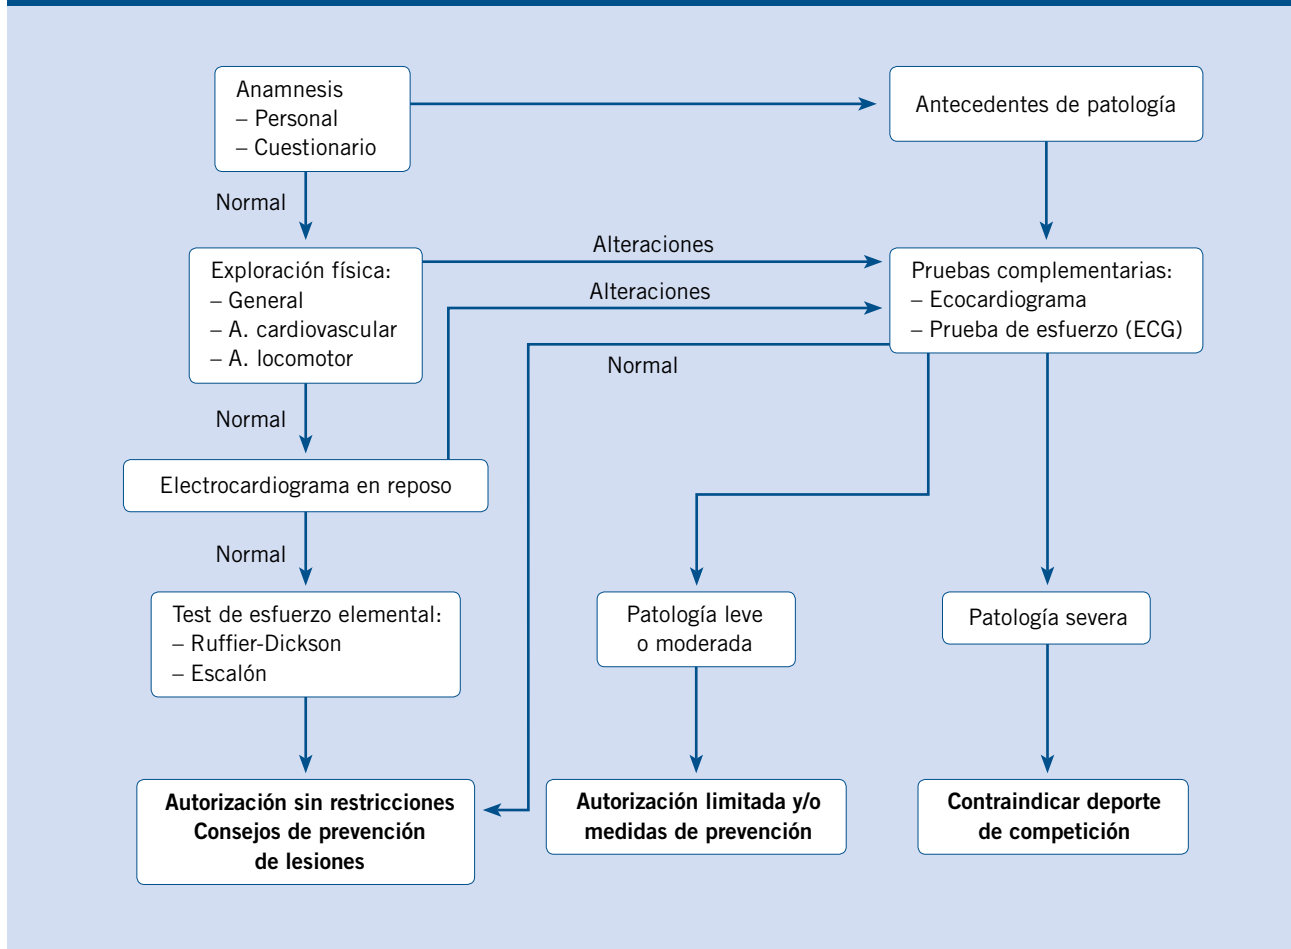 Anamnesis
– Personal
– Cuestionario
Antecedentes de patología
Normal
Exploración física:
– General
– A. cardiovascular
– A. locomotor
Alteraciones
Alteraciones
Pruebas complementarias:
– Ecocardiograma
– Prueba de esfuerzo (ECG)
Normal
Normal
Electrocardiograma en reposo
Normal
Test de esfuerzo elemental:
– Ruffier-Dickson
– Escalón
Patología leve
o moderada
Patología severa
Autorización sin restricciones
Consejos de prevención
de lesiones
Autorización limitada y/o
medidas de prevención
Contraindicar deporte
de competición